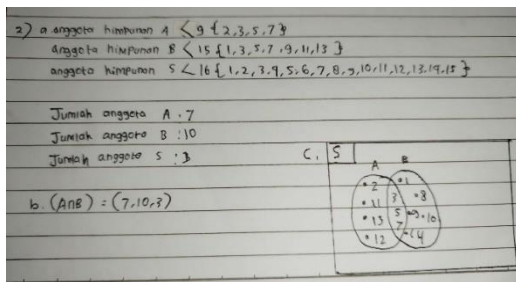 2) a. anggota himpunan A < 9 {2,3,5,7}
anggota himpunan B < 15 {1,3,5,7,9,11,13}
anggota himpunan S < 16 {1,2,3,4,5,6,7,8,9,10,11,12,13,14,15}
Jumlah anggota A : 7
Jumlah anggota B : 10
Jumlah anggota S : 3
C. S
A B
b. (A∩B) = (7,10,3)
•2 •1
•11 3 •8
•13 5 •9 •10
7
•12 •14